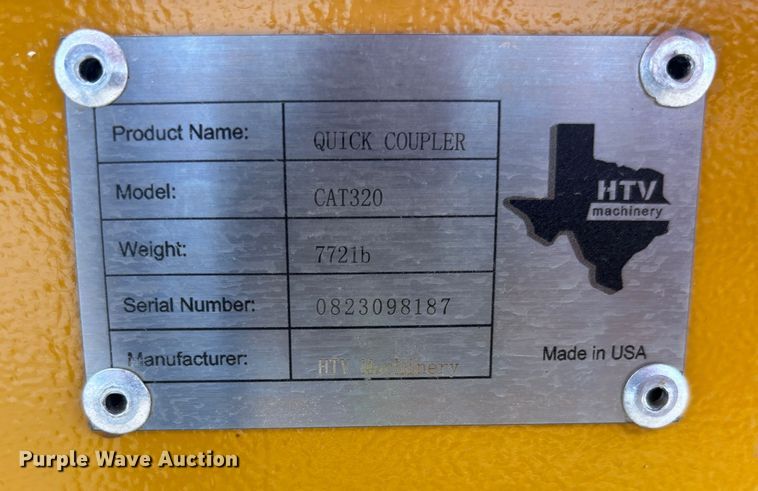 Product Name: QUICK COUPLER
Model: CAT320
Weight: 772lb
Serial Number: 0823098187
Manufacturer: HTV Machinery
HTV
machinery
Made in USA
Purple Wave Auction